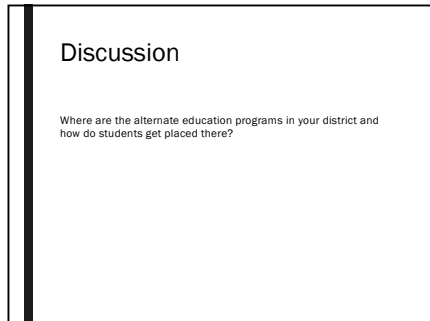 Discussion
Where are the alternate education programs in your district and
how do students get placed there?